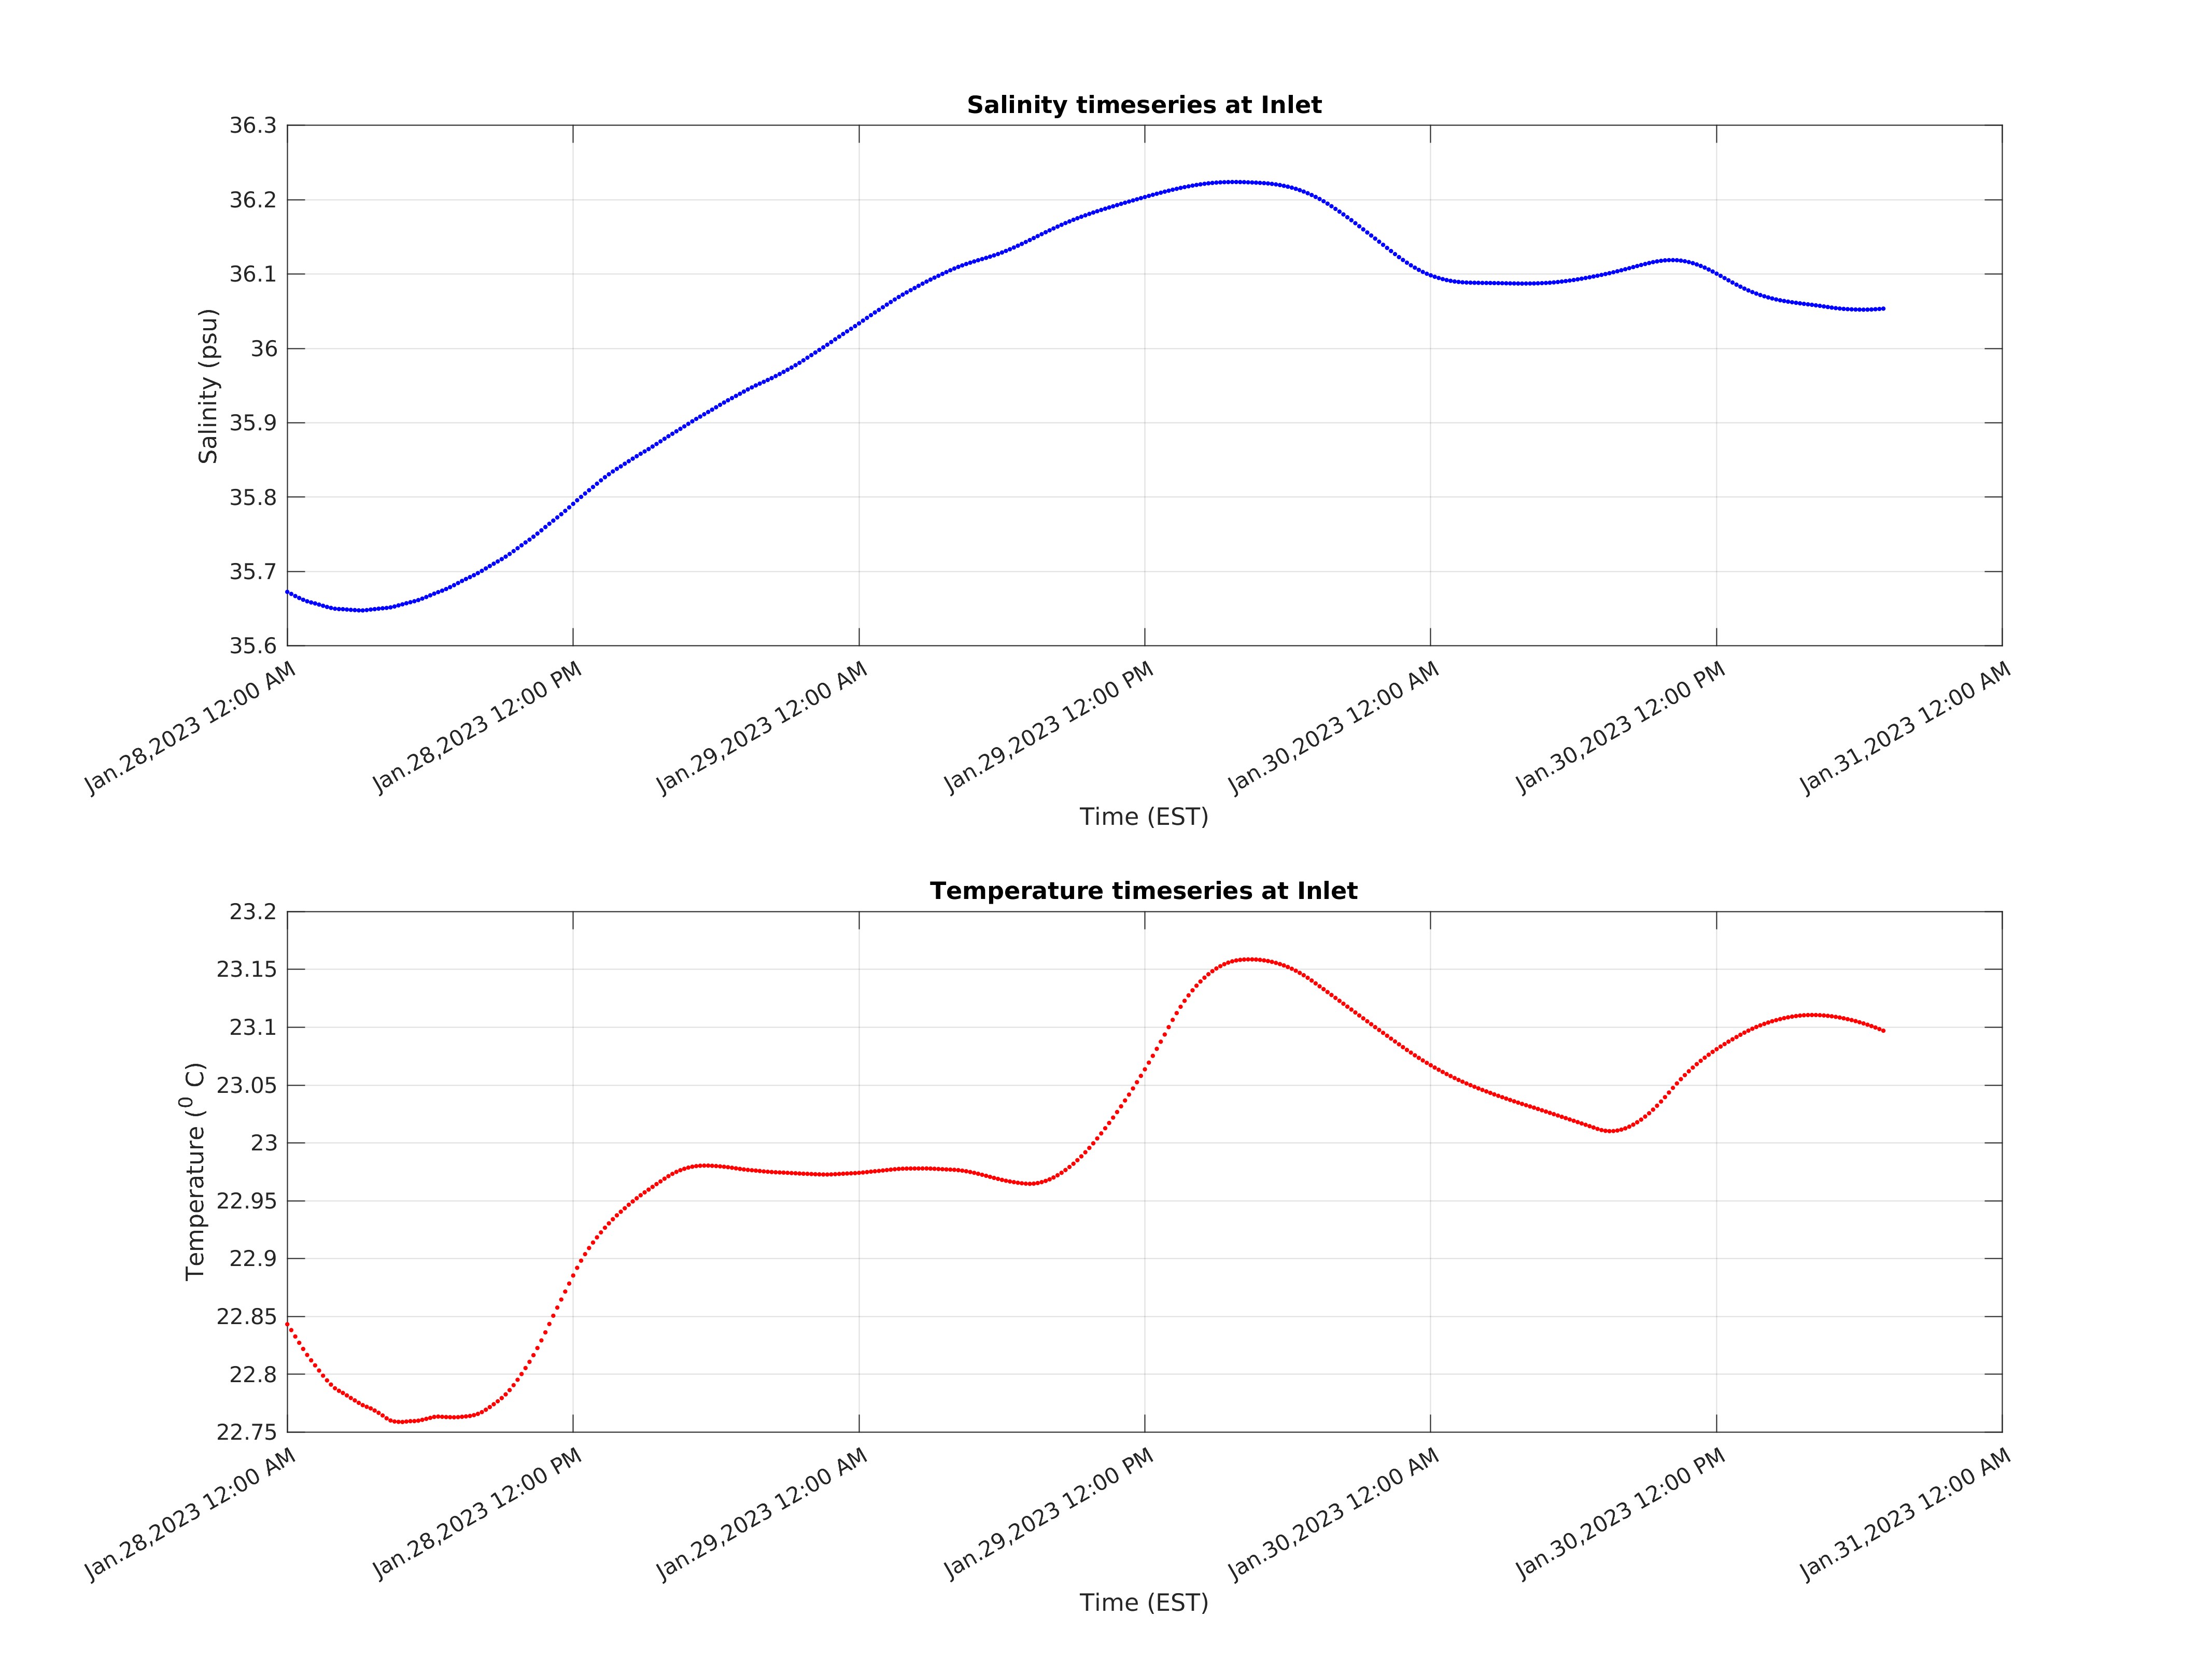 Salinity timeseries at Inlet
36.3
36.2
36.1
36
35.9
35.8
35.7
35.6
Salinity (psu)
Jan.28,2023 12:00 AM
Jan.28,2023 12:00 PM
Jan.29,2023 12:00 AM
Jan.29,2023 12:00 PM
Jan.30,2023 12:00 AM
Jan.30,2023 12:00 PM
Jan.31,2023 12:00 AM
Time (EST)
Temperature timeseries at Inlet
23.2
23.15
23.1
23.05
23
22.95
22.9
22.85
22.8
22.75
Temperature (⁰ C)
Jan.28,2023 12:00 AM
Jan.28,2023 12:00 PM
Jan.29,2023 12:00 AM
Jan.29,2023 12:00 PM
Jan.30,2023 12:00 AM
Jan.30,2023 12:00 PM
Jan.31,2023 12:00 AM
Time (EST)